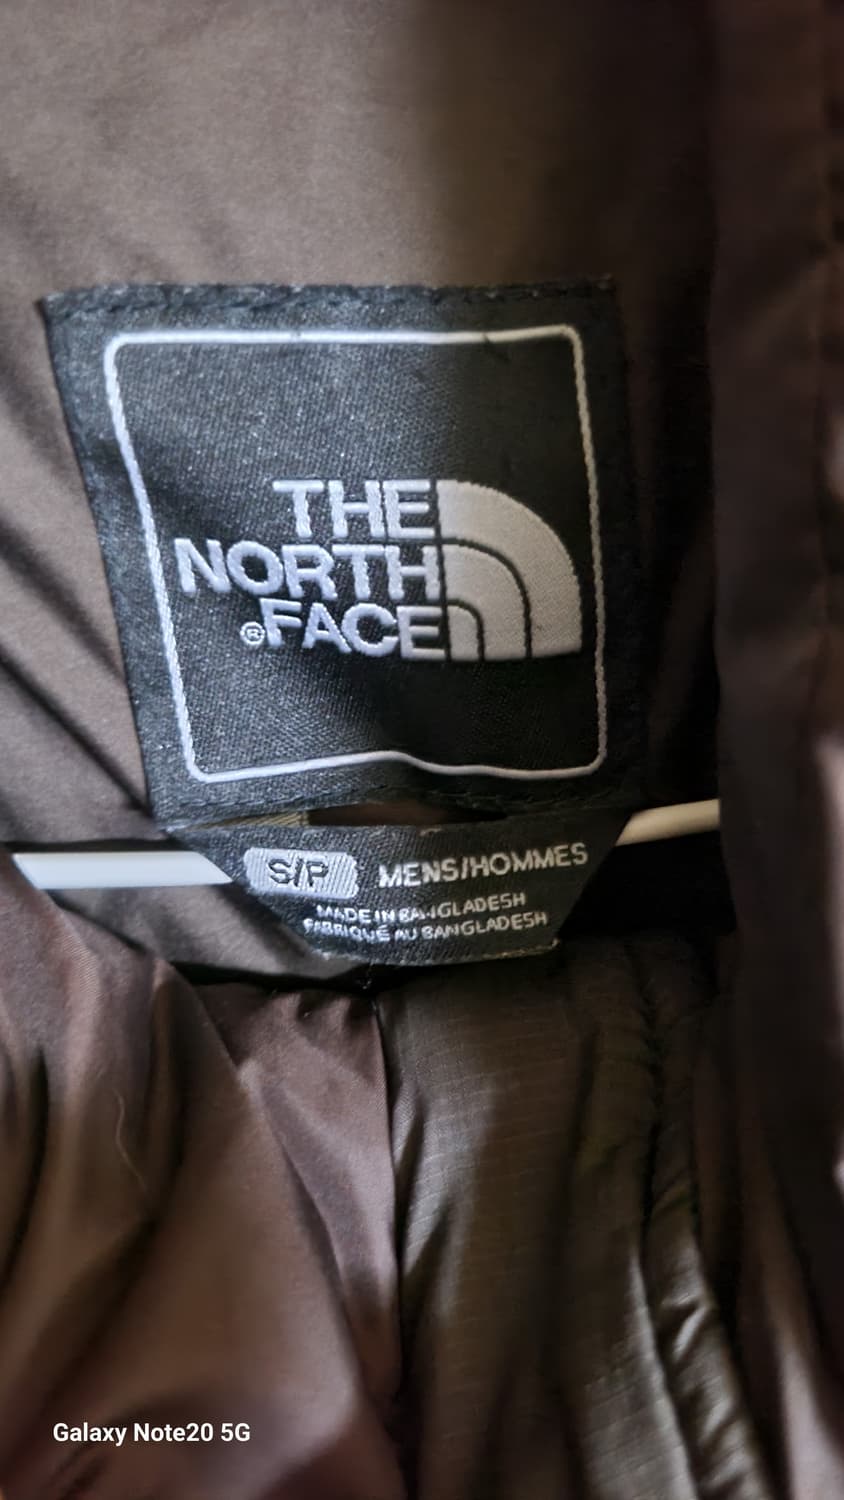 THE
NORTH
®FACE
S/P MENS/HOMMES
MADE IN BANGLADESH
FABRIQUÉ AU BANGLADESH
Galaxy Note20 5G